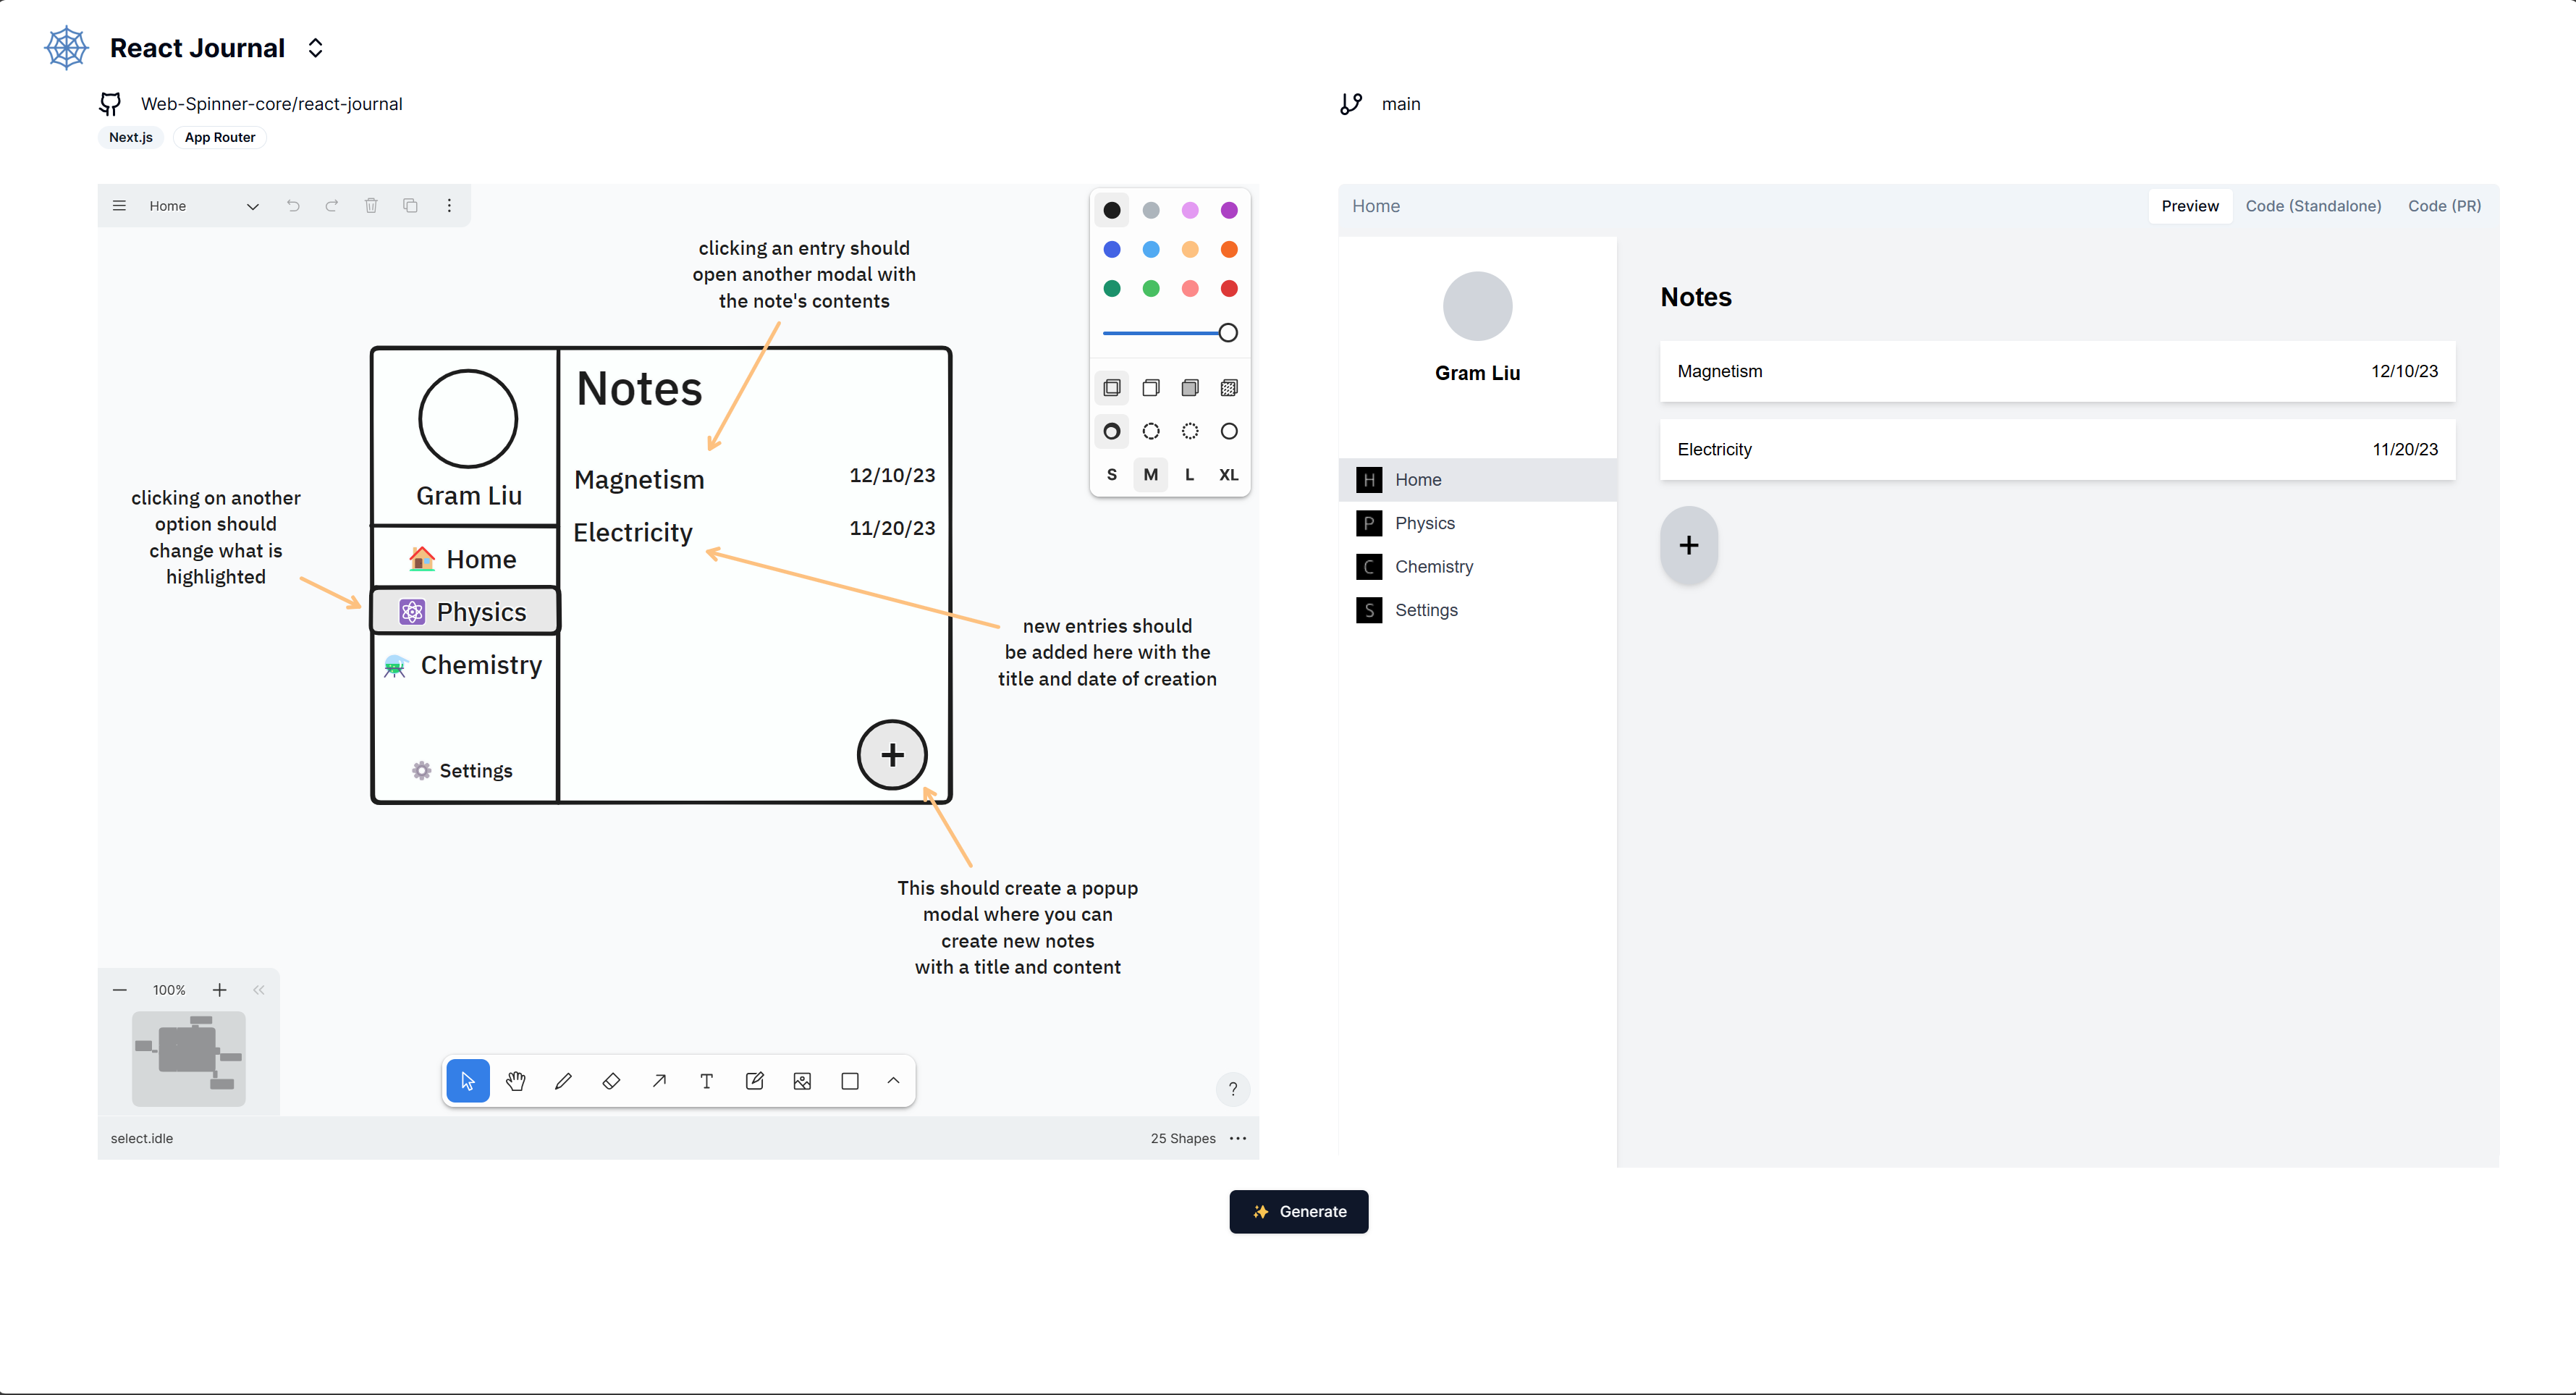 React Journal
Web-Spinner-core/react-journal
main
Next.js
App Router
Home
clicking an entry should
open another modal with
the note's contents
clicking on another
option should
change what is
highlighted
Gram Liu
Home
Physics
Chemistry
Settings
Notes
Magnetism 12/10/23
Electricity 11/20/23
+
new entries should
be added here with the
title and date of creation
This should create a popup
modal where you can
create new notes
with a title and content
S M L XL
100%
T
?
select.idle
25 Shapes
Home
Preview
Code (Standalone)
Code (PR)
Gram Liu
H Home
P Physics
C Chemistry
S Settings
Notes
Magnetism 12/10/23
Electricity 11/20/23
+
Generate